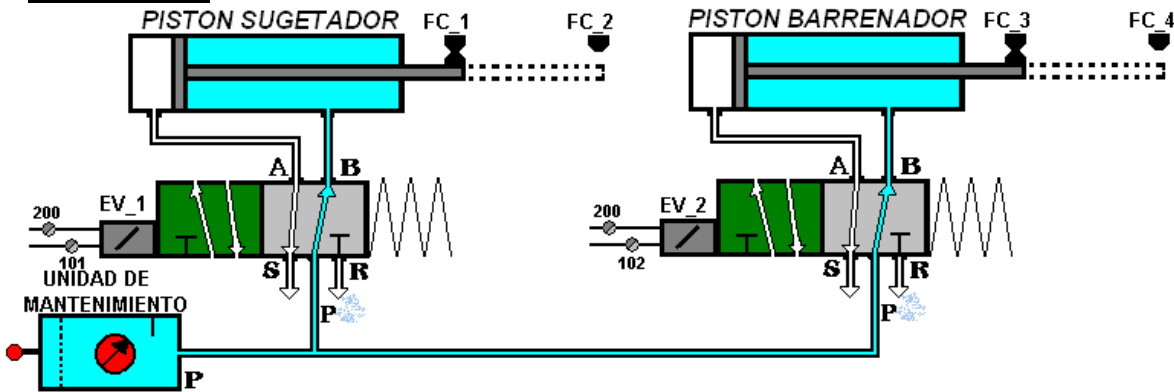 PISTON SUGETADOR
FC_1
FC_2
PISTON BARRENADOR
FC_3
FC_4
A
B
A
B
200
EV_1
101
S
R
P
200
EV_2
102
S
R
P
UNIDAD DE
MANTENIMIENTO
P